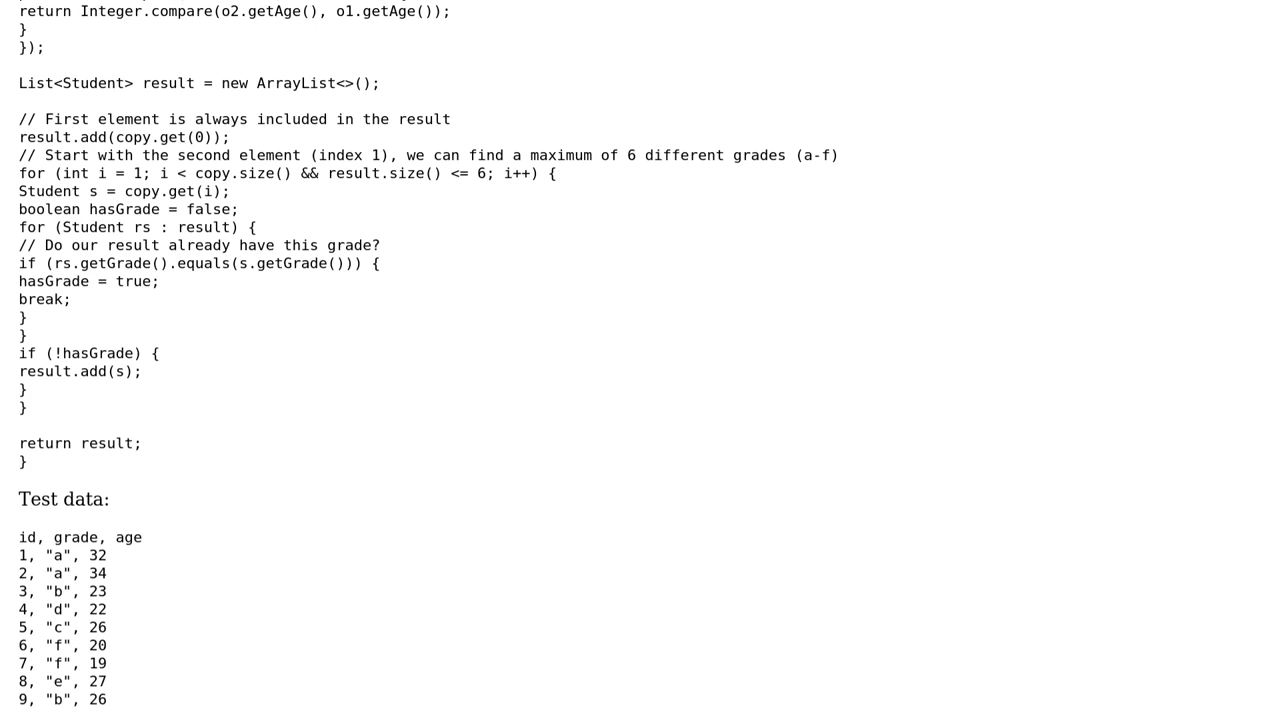 return Integer.compare(o2.getAge(), o1.getAge());
}
});
List<Student> result = new ArrayList<>();
// First element is always included in the result
result.add(copy.get(0));
// Start with the second element (index 1), we can find a maximum of 6 different grades (a-f)
for (int i = 1; i < copy.size() && result.size() <= 6; i++) {
Student s = copy.get(i);
boolean hasGrade = false;
for (Student rs : result) {
// Do our result already have this grade?
if (rs.getGrade().equals(s.getGrade())) {
hasGrade = true;
break;
}
}
if (!hasGrade) {
result.add(s);
}
}
return result;
}
Test data:
id, grade, age
1, "a", 32
2, "a", 34
3, "b", 23
4, "d", 22
5, "c", 26
6, "f", 20
7, "f", 19
8, "e", 27
9, "b", 26